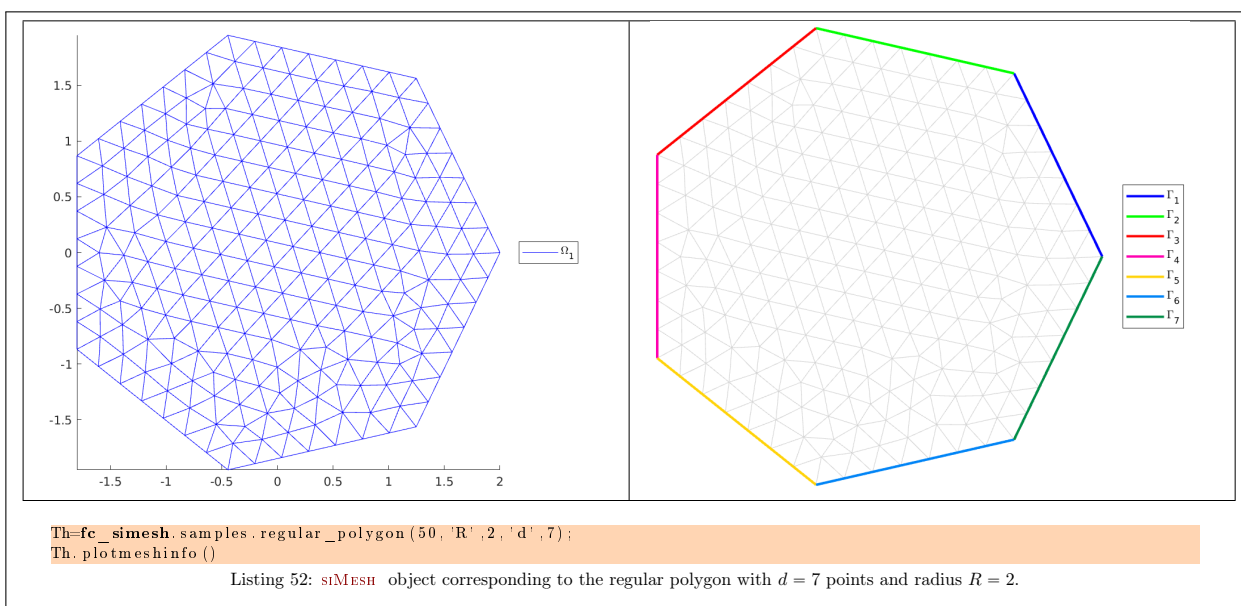 1.5
1
0.5
0
-0.5
-1
-1.5
-1.5 -1 -0.5 0 0.5 1 1.5 2
Ω1
Γ1
Γ2
Γ3
Γ4
Γ5
Γ6
Γ7
Th=fc_simesh.samples.regular_polygon(50,'R',2,'d',7);
Th.plotmeshinfo()
Listing 52: siMesh object corresponding to the regular polygon with d = 7 points and radius R = 2.